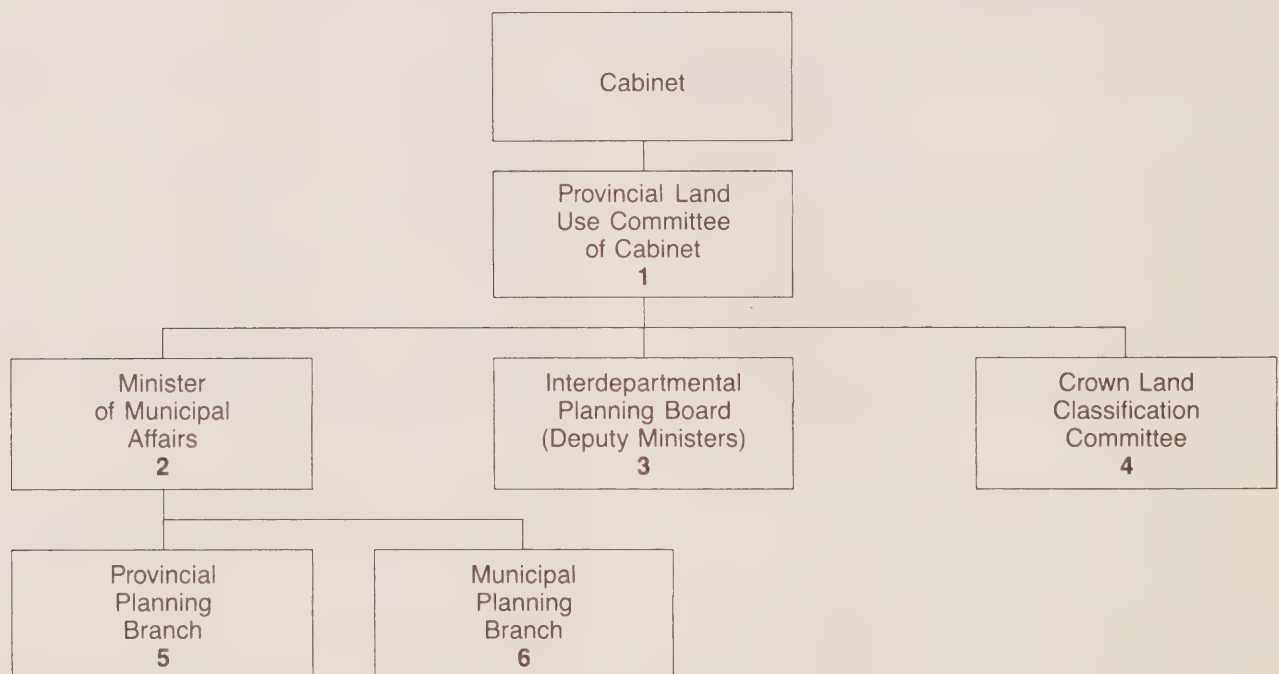 Cabinet
Provincial Land
Use Committee
of Cabinet
1
Minister
of Municipal
Affairs
2
Interdepartmental
Planning Board
(Deputy Ministers)
3
Crown Land
Classification
Committee
4
Provincial
Planning
Branch
5
Municipal
Planning
Branch
6